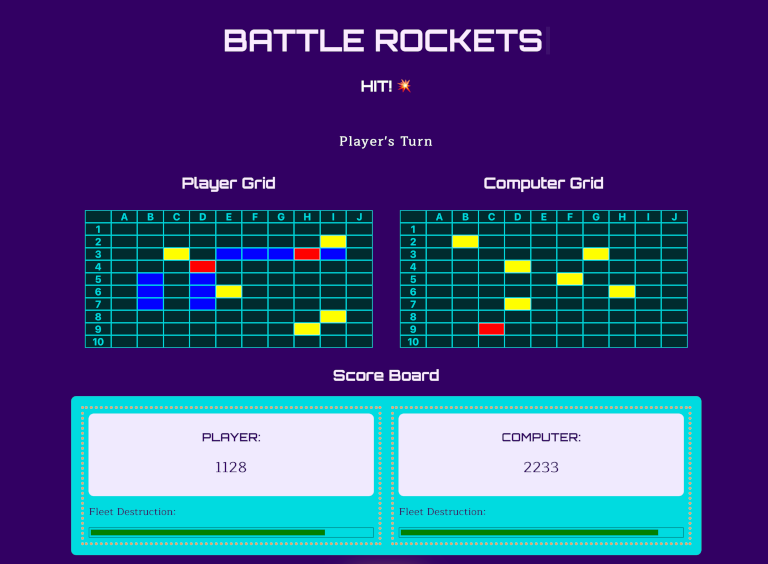 BATTLE ROCKETS
HIT! 💥
Player's Turn
Player Grid Computer Grid
A B C D E F G H I J A B C D E F G H I J
1 1
2 2
3 3
4 4
5 5
6 6
7 7
8 8
9 9
10 10
Score Board
PLAYER: COMPUTER:
1128 2233
Fleet Destruction: Fleet Destruction: